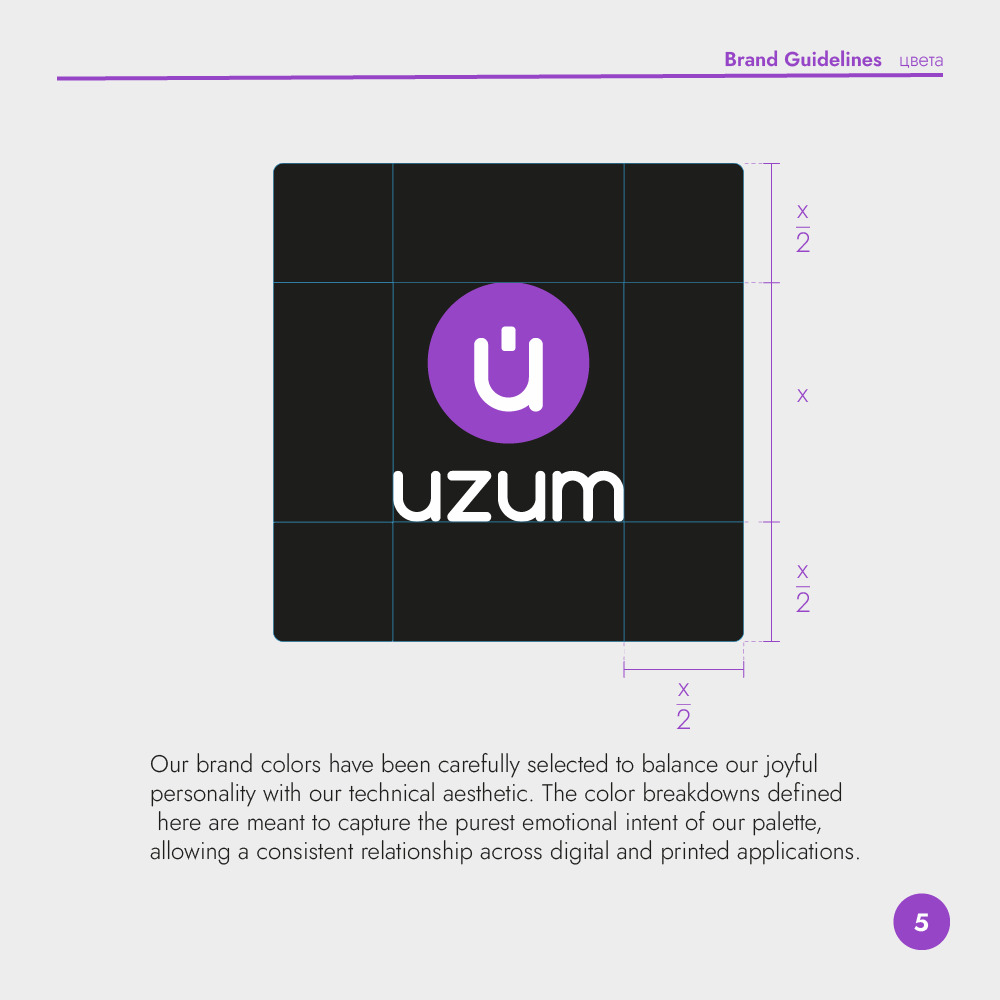 Brand Guidelines цвета
x
2
x
uzum
x
2
x
2
Our brand colors have been carefully selected to balance our joyful
personality with our technical aesthetic. The color breakdowns defined
here are meant to capture the purest emotional intent of our palette,
allowing a consistent relationship across digital and printed applications.
5